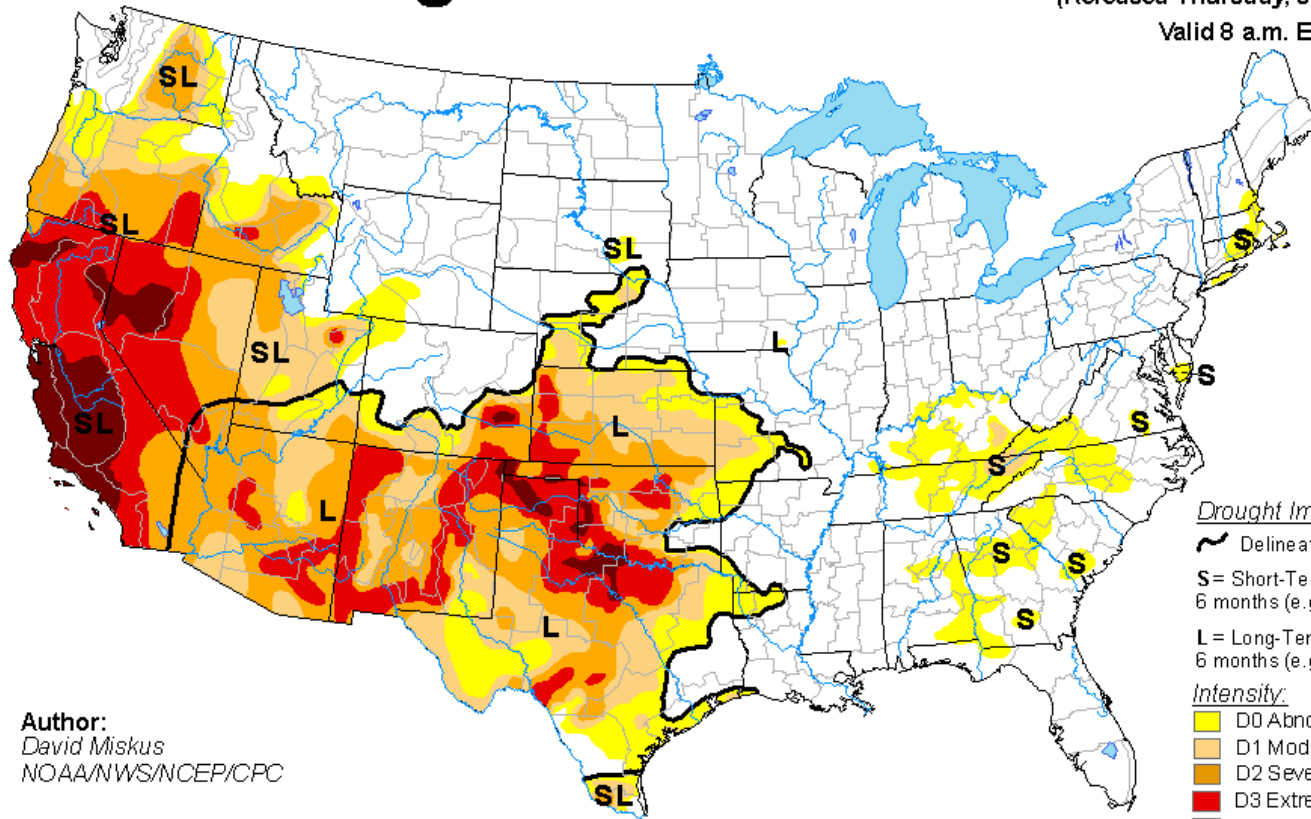 Valid 8 a.m. E
SL
SL
SL
S
L
SL
S
SL
L
S
S
L
S
S
L
S
SL
Drought Im
Delineat
S = Short-Te
6 months (e.g
L = Long-Ter
6 months (e.g
Intensity:
D0 Abno
D1 Mod
D2 Seve
D3 Extre
Author:
David Miskus
NOAA/NWS/NCEP/CPC